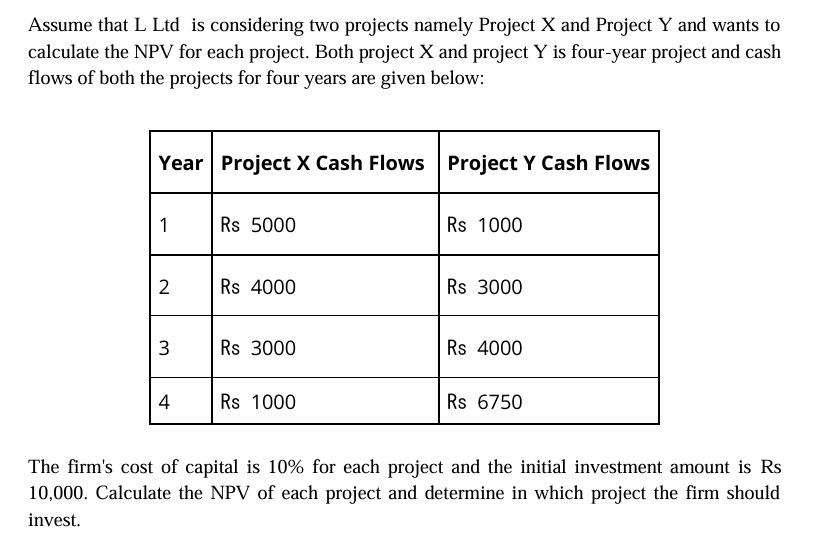 Assume that L Ltd is considering two projects namely Project X and Project Y and wants to
calculate the NPV for each project. Both project X and project Y is four-year project and cash
flows of both the projects for four years are given below:
Year Project X Cash Flows Project Y Cash Flows
1 Rs 5000 Rs 1000
2 Rs 4000 Rs 3000
3 Rs 3000 Rs 4000
4 Rs 1000 Rs 6750
The firm's cost of capital is 10% for each project and the initial investment amount is Rs
10,000. Calculate the NPV of each project and determine in which project the firm should
invest.